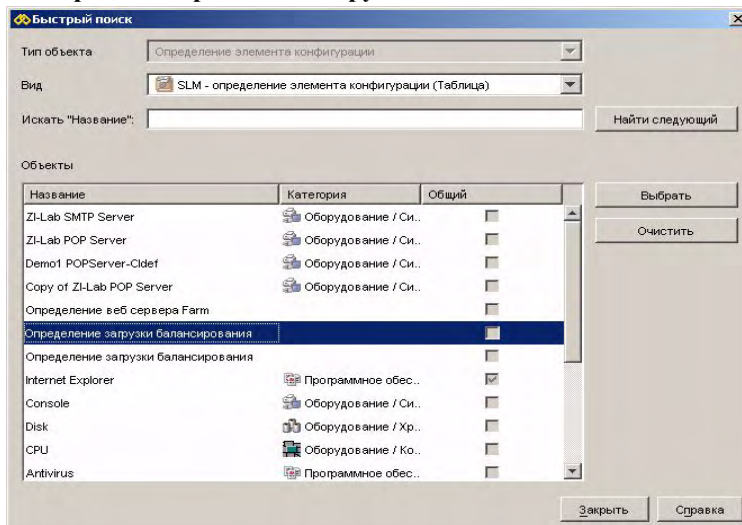 Быстрый поиск
Тип объекта
Определение элемента конфигурации
Вид
SLM - определение элемента конфигурации (Таблица)
Искать "Название":
Найти следующий
Объекты
Название Категория Общий
Выбрать
ZI-Lab SMTP Server Оборудование / Си..
Очистить
ZI-Lab POP Server Оборудование / Си..
Demo1 POPServer-CIdef Оборудование / Си..
Copy of ZI-Lab POP Server Оборудование / Си..
Определение веб сервера Farm
Определение загрузки балансирования
Определение загрузки балансирования
Internet Explorer Программное обес..
Console Оборудование / Си..
Disk Оборудование / Хр..
CPU Оборудование / Ко..
Antivirus Программное обес..
Закрыть Справка